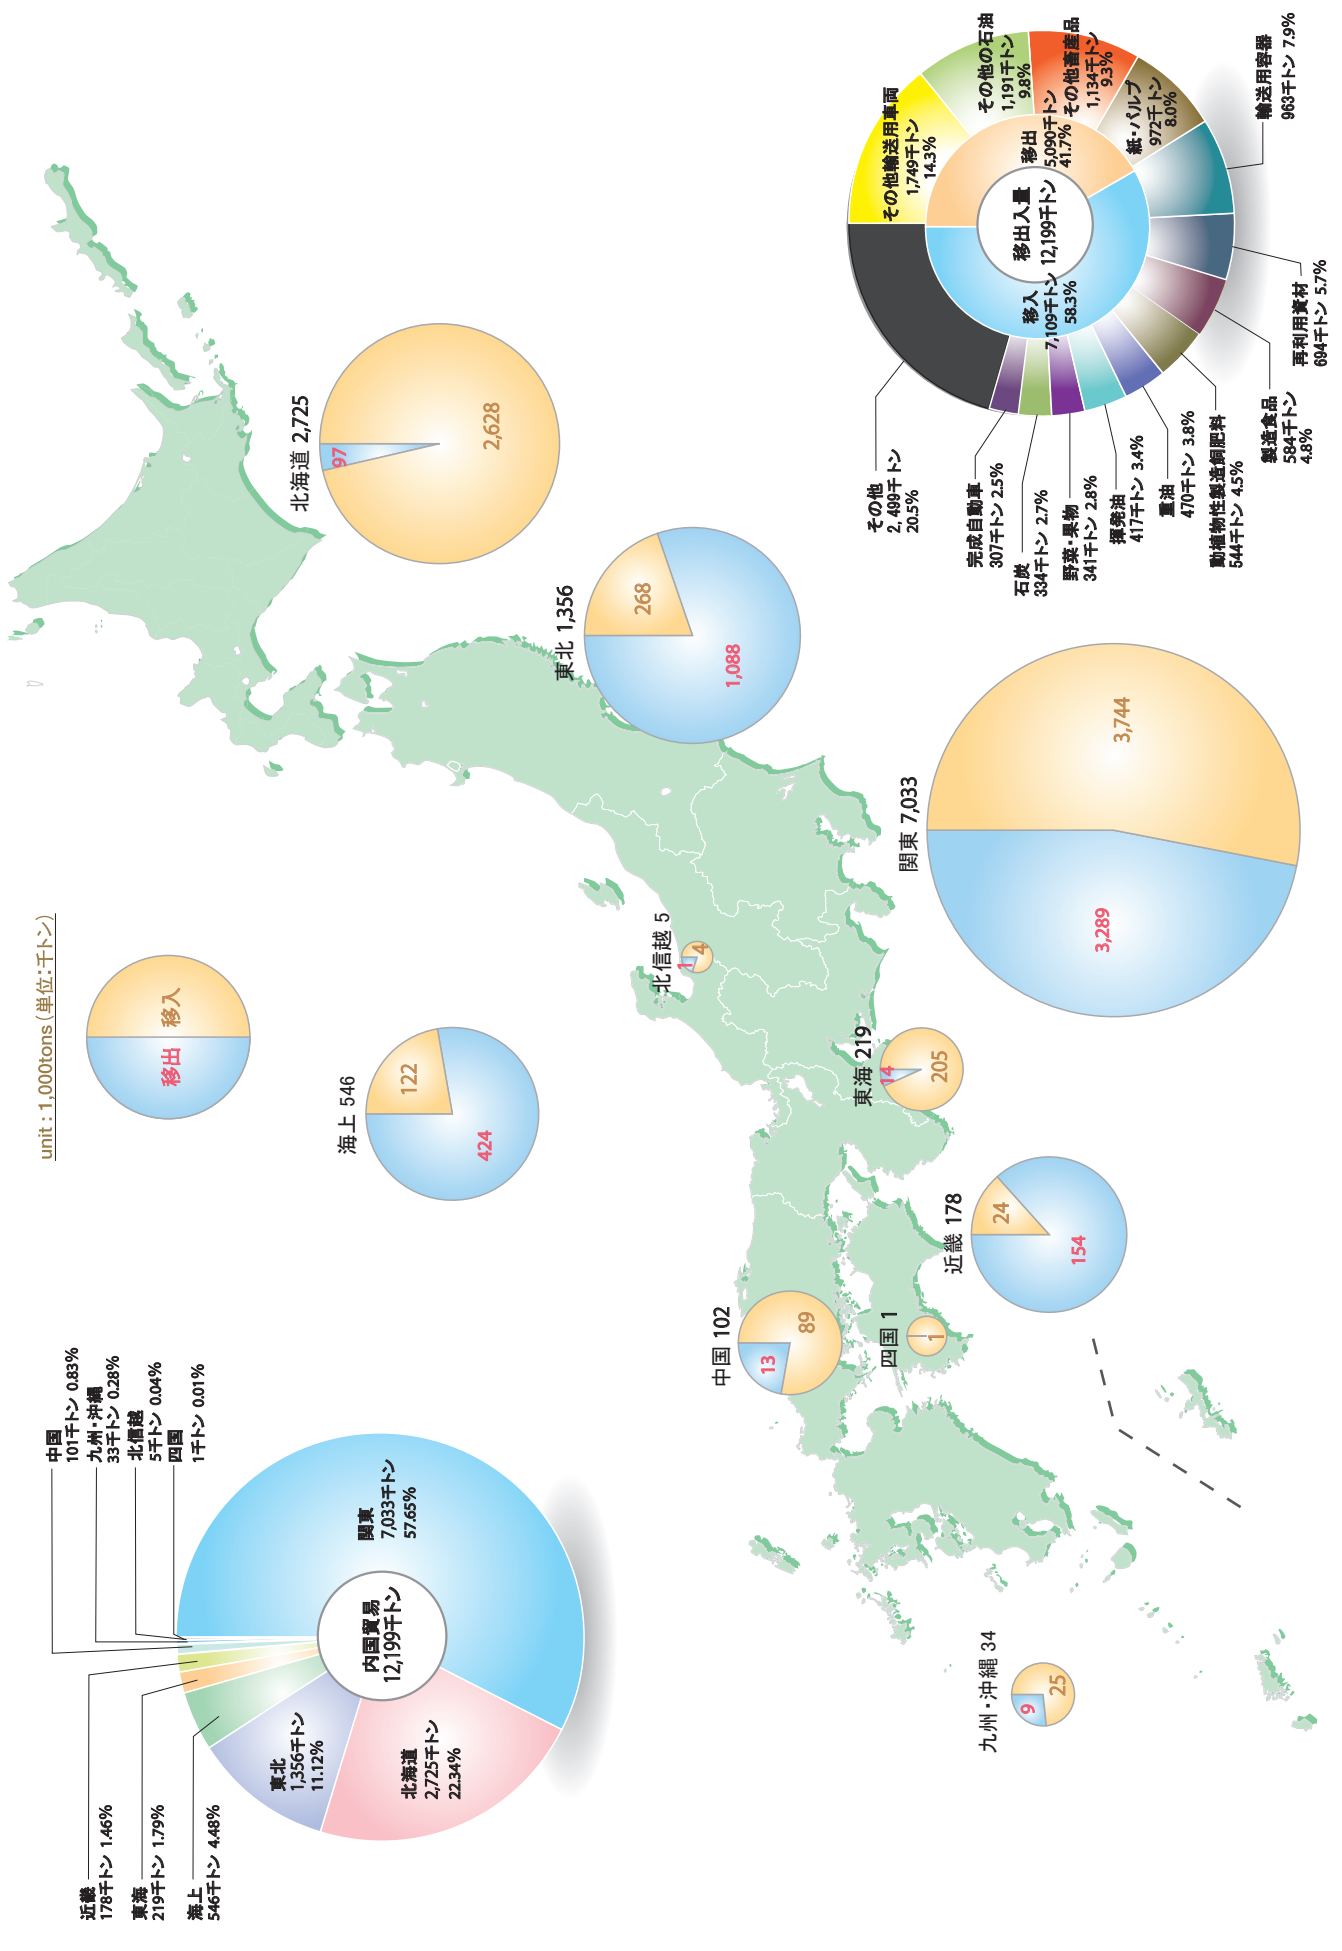 unit : 1,000tons（単位：千トン）
移出
移入
中国
101千トン 0.83%
九州・沖縄
33千トン 0.28%
北信越
5千トン 0.04%
四国
1千トン 0.01%
近畿
178千トン 1.46%
東海
219千トン 1.79%
海上
546千トン 4.48%
東北
1,356千トン
11.12%
北海道
2,725千トン
22.34%
関東
7,033千トン
57.65%
内国貿易
12,199千トン
海上 546
122
424
北海道 2,725
97
2,628
東北 1,356
268
1,088
北信越 5
1
4
関東 7,033
3,744
3,289
東海 219
14
205
近畿 178
24
154
中国 102
13
89
四国 1
1
九州・沖縄 34
9
25
移出入量
12,199千トン
移出
5,090千トン
41.7%
移入
7,109千トン
58.3%
その他輸送用車両
1,749千トン
14.3%
その他の石油
1,191千トン
9.8%
その他畜産品
1,134千トン
9.3%
紙・パルプ
972千トン
8.0%
輸送用容器
963千トン 7.9%
再利用資材
694千トン 5.7%
製造食品
584千トン
4.8%
動植物性製造飼肥料
544千トン 4.5%
重油
470千トン 3.8%
揮発油
417千トン 3.4%
野菜・果物
341千トン 2.8%
石炭
334千トン 2.7%
完成自動車
307千トン 2.5%
その他
2,499千トン
20.5%